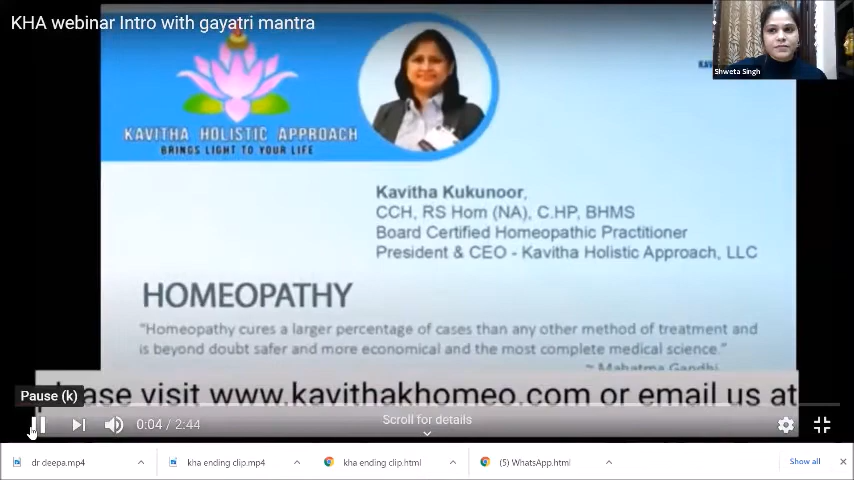 KHA webinar Intro with gayatri mantra
Shweta Singh
KAVITHA HOLISTIC APPROACH
BRINGS LIGHT TO YOUR LIFE
Kavitha Kukunoor,
CCH, RS Hom (NA), C.HP, BHMS
Board Certified Homeopathic Practitioner
President & CEO - Kavitha Holistic Approach, LLC
HOMEOPATHY
"Homeopathy cures a larger percentage of cases than any other method of treatment and
is beyond doubt safer and more economical and the most complete medical science."
~ Mahatma Gandhi
visit www.kavithakhomeo.com or email us at
Pause (k)
0:04 / 2:44
Scroll for details
dr deepa.mp4
kha ending clip.mp4
kha ending clip.html
(5) WhatsApp.html
Show all